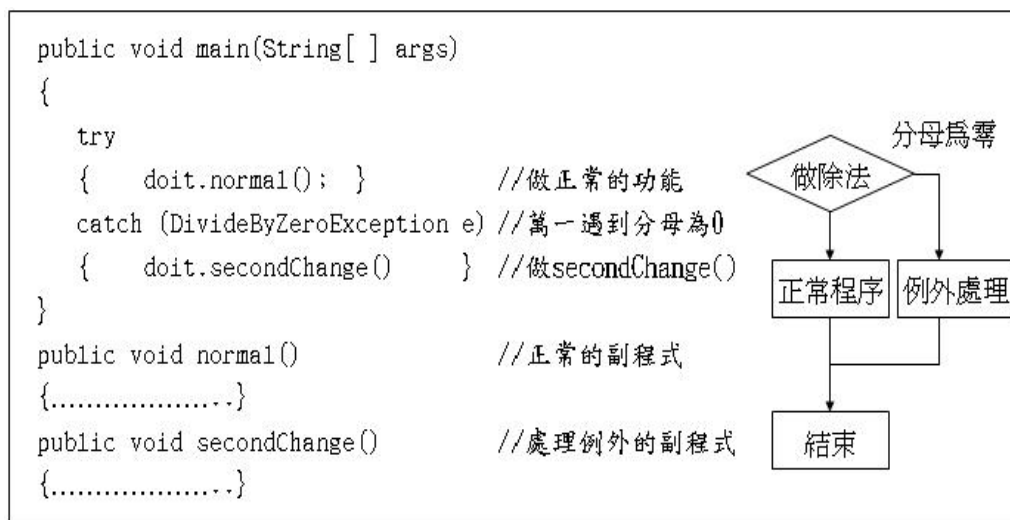 public void main(String[ ] args)
{
try
{ doit.normal(); } //做正常的功能
catch (DivideByZeroException e) //萬一遇到分母為0
{ doit.secondChange() } //做secondChange()
}
public void normal() //正常的副程式
{...................}
public void secondChange() //處理例外的副程式
{...................}
分母為零
做除法
正常程序
例外處理
結束